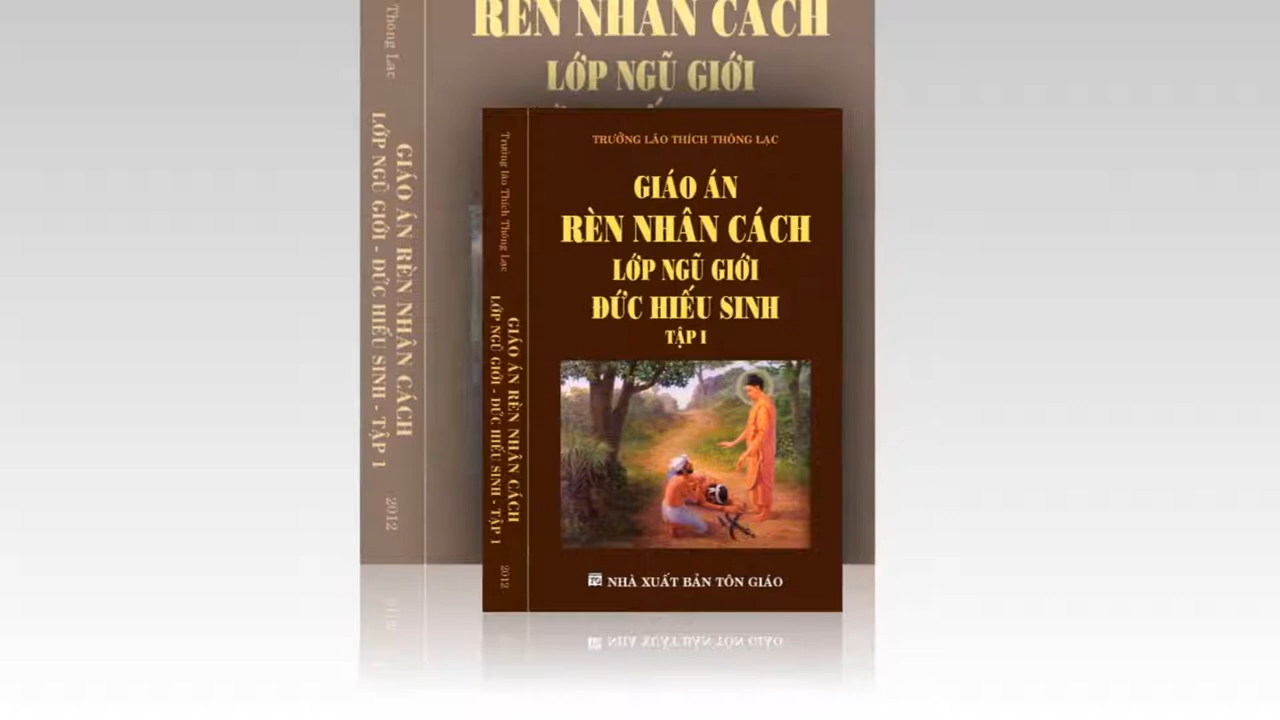 RÈN NHÂN CÁCH
LỚP NGŨ GIỚI
Thông Lạc
GIÁO ÁN RÈN NHÂN CÁCH
LỚP NGŨ GIỚI - ĐỨC HIẾU SINH - TẬP 1
2012
Trưởng lão Thích Thông Lạc
GIÁO ÁN RÈN NHÂN CÁCH
LỚP NGŨ GIỚI - ĐỨC HIẾU SINH - TẬP 1
2012
TRƯỞNG LÃO THÍCH THÔNG LẠC
GIÁO ÁN
RÈN NHÂN CÁCH
LỚP NGŨ GIỚI
ĐỨC HIẾU SINH
TẬP I
NHÀ XUẤT BẢN TÔN GIÁO